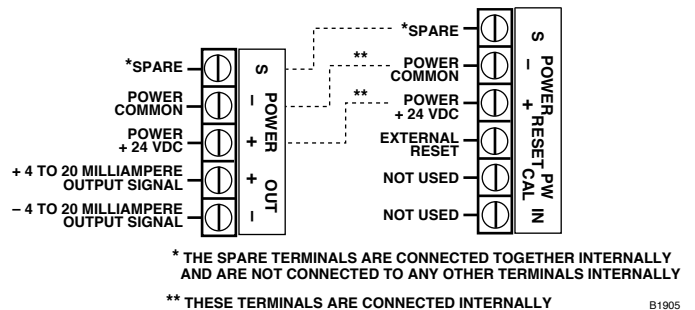 *SPARE
POWER
COMMON
POWER
+ 24 VDC
+ 4 TO 20 MILLIAMPERE
OUTPUT SIGNAL
– 4 TO 20 MILLIAMPERE
OUTPUT SIGNAL
S
– POWER +
+ OUT –
**
**
*SPARE
POWER
COMMON
POWER
+ 24 VDC
EXTERNAL
RESET
NOT USED
NOT USED
S
– POWER +
RESET
PW
CAL IN
* THE SPARE TERMINALS ARE CONNECTED TOGETHER INTERNALLY
AND ARE NOT CONNECTED TO ANY OTHER TERMINALS INTERNALLY
** THESE TERMINALS ARE CONNECTED INTERNALLY
B1905